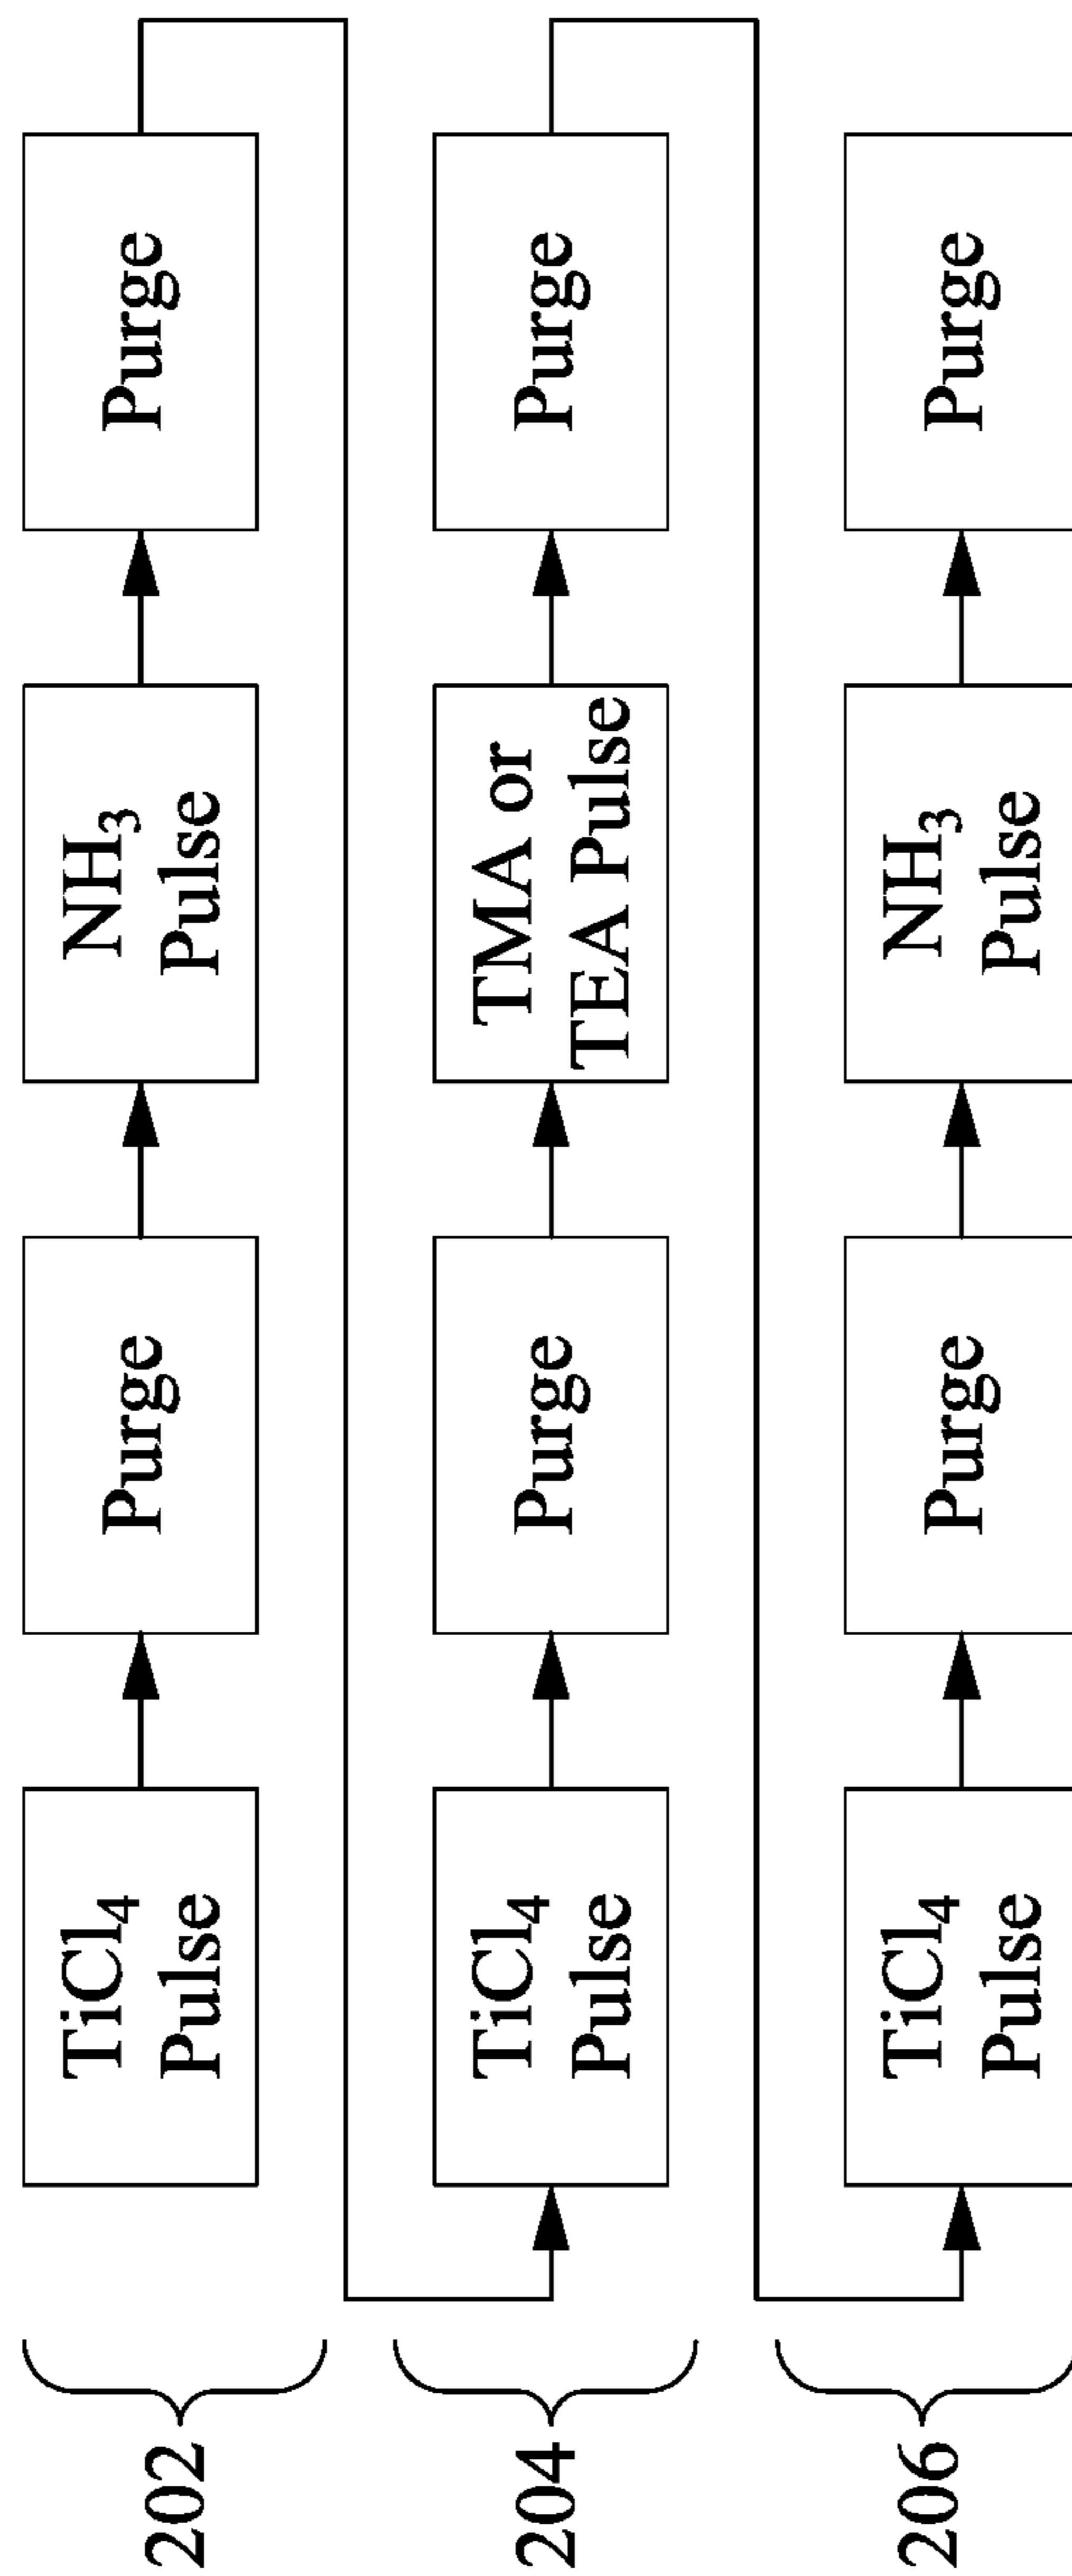 202
TiCl₄
Pulse
Purge
NH₃
Pulse
Purge
204
TiCl₄
Pulse
Purge
TMA or
TEA Pulse
Purge
206
TiCl₄
Pulse
Purge
NH₃
Pulse
Purge